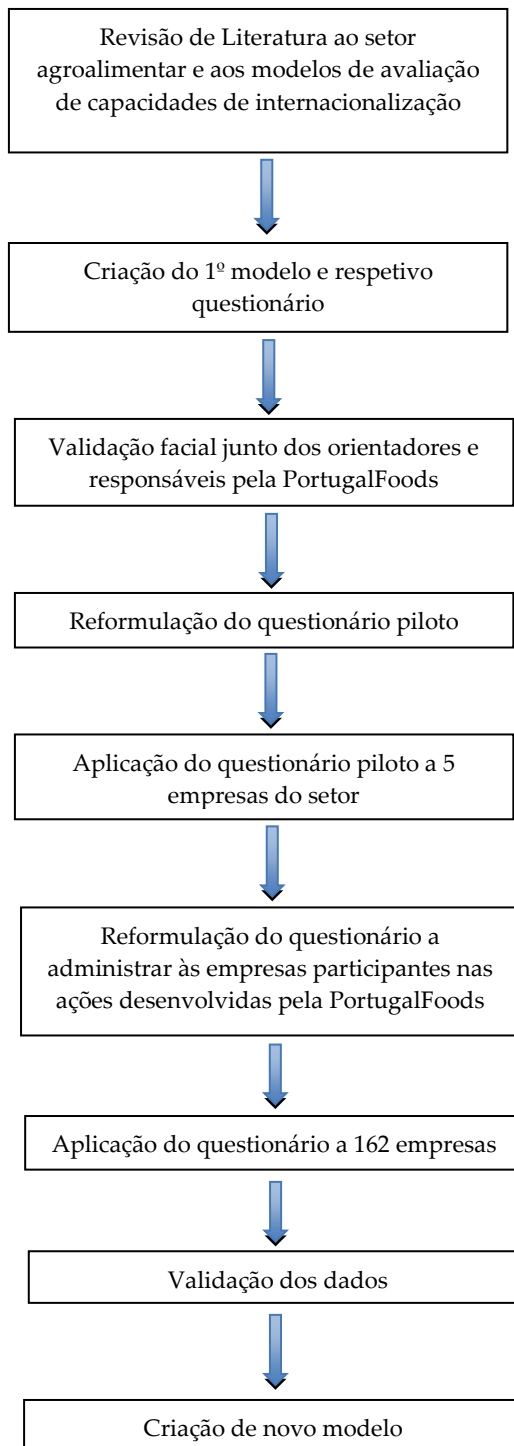 Revisão de Literatura ao setor
agroalimentar e aos modelos de avaliação
de capacidades de internacionalização
Criação do 1º modelo e respetivo
questionário
Validação facial junto dos orientadores e
responsáveis pela PortugalFoods
Reformulação do questionário piloto
Aplicação do questionário piloto a 5
empresas do setor
Reformulação do questionário a
administrar às empresas participantes nas
ações desenvolvidas pela PortugalFoods
Aplicação do questionário a 162 empresas
Validação dos dados
Criação de novo modelo